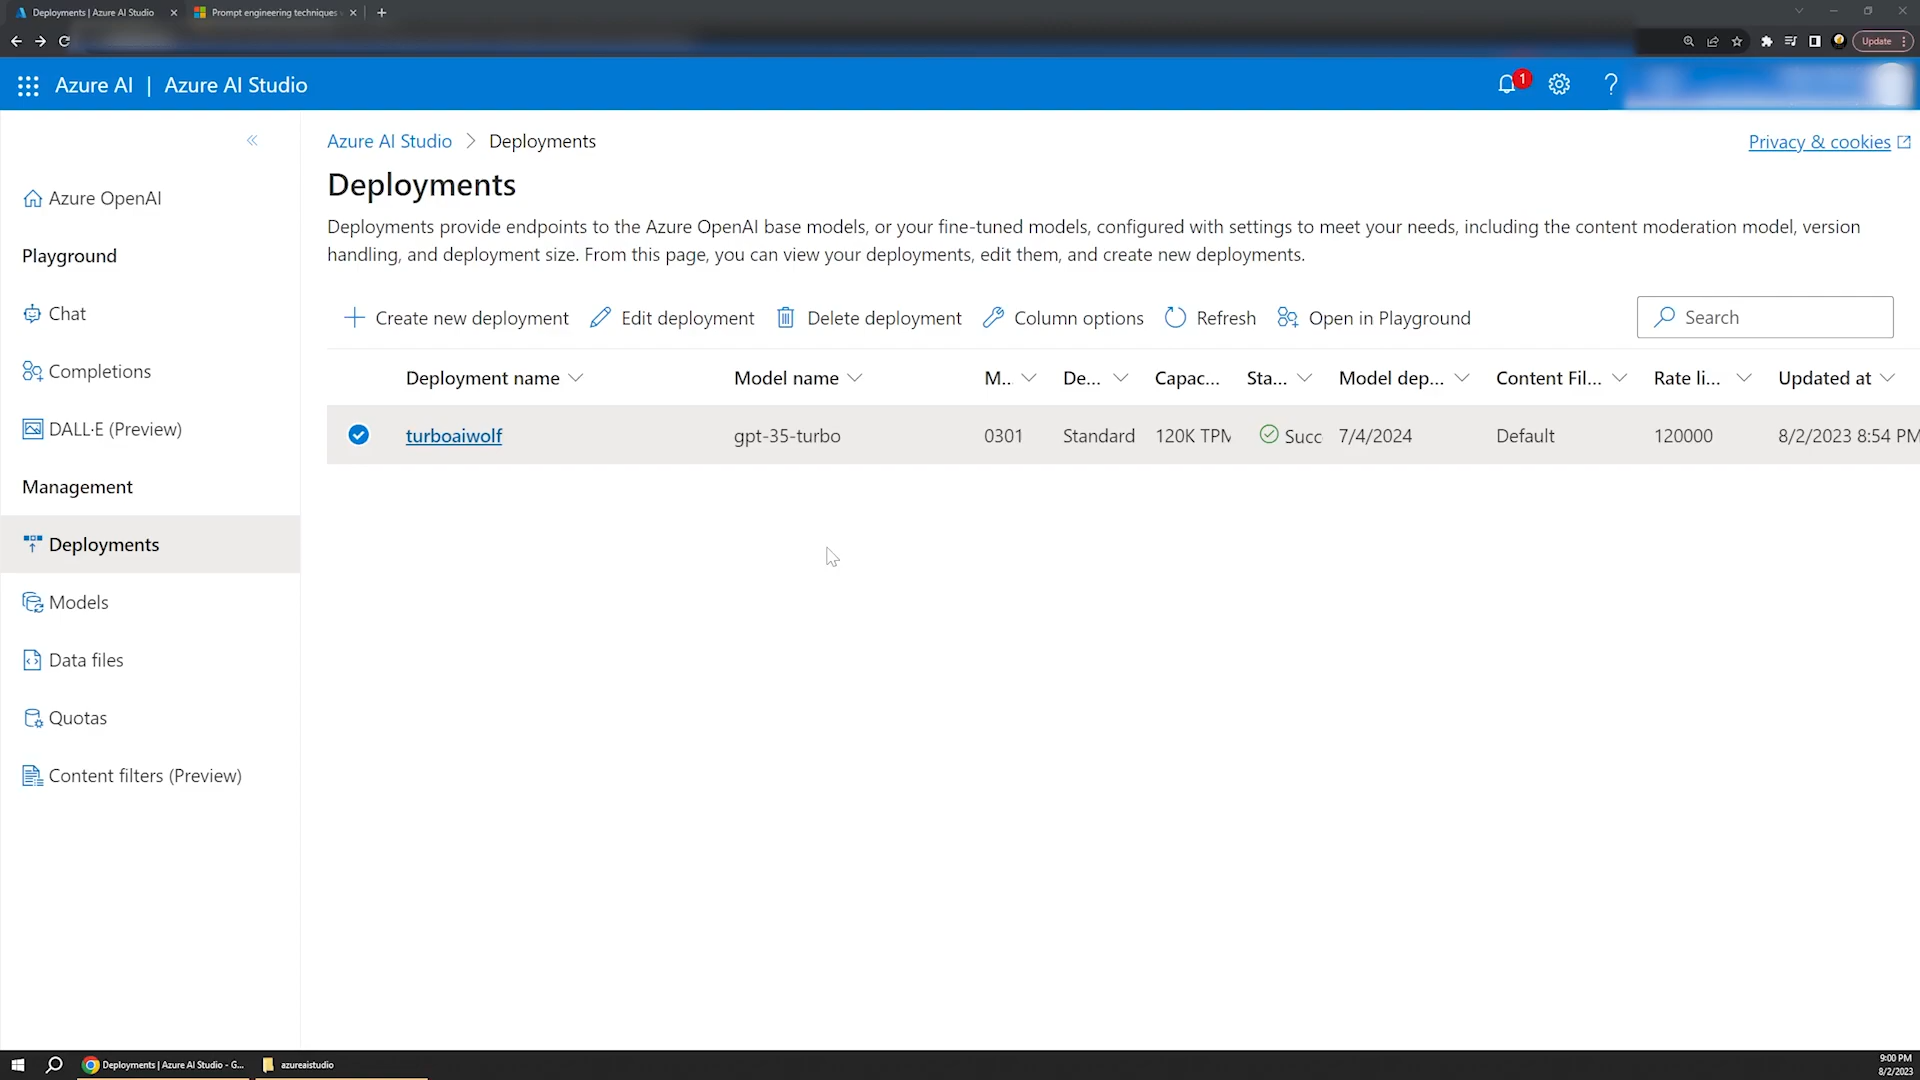 Deployments | Azure AI Studio
Prompt engineering techniques
Update
Azure AI | Azure AI Studio
1
Azure AI Studio > Deployments
Privacy & cookies
Deployments
Deployments provide endpoints to the Azure OpenAI base models, or your fine-tuned models, configured with settings to meet your needs, including the content moderation model, version
handling, and deployment size. From this page, you can view your deployments, edit them, and create new deployments.
Create new deployment Edit deployment Delete deployment Column options Refresh Open in Playground Search
Deployment name Model name M... De... Capac... Sta... Model dep... Content Fil... Rate li... Updated at
turboaiwolf gpt-35-turbo 0301 Standard 120K TPM Succ 7/4/2024 Default 120000 8/2/2023 8:54 PM
Azure OpenAI
Playground
Chat
Completions
DALL·E (Preview)
Management
Deployments
Models
Data files
Quotas
Content filters (Preview)
Deployments | Azure AI Studio - G...
azureaistudio
9:00 PM
8/2/2023